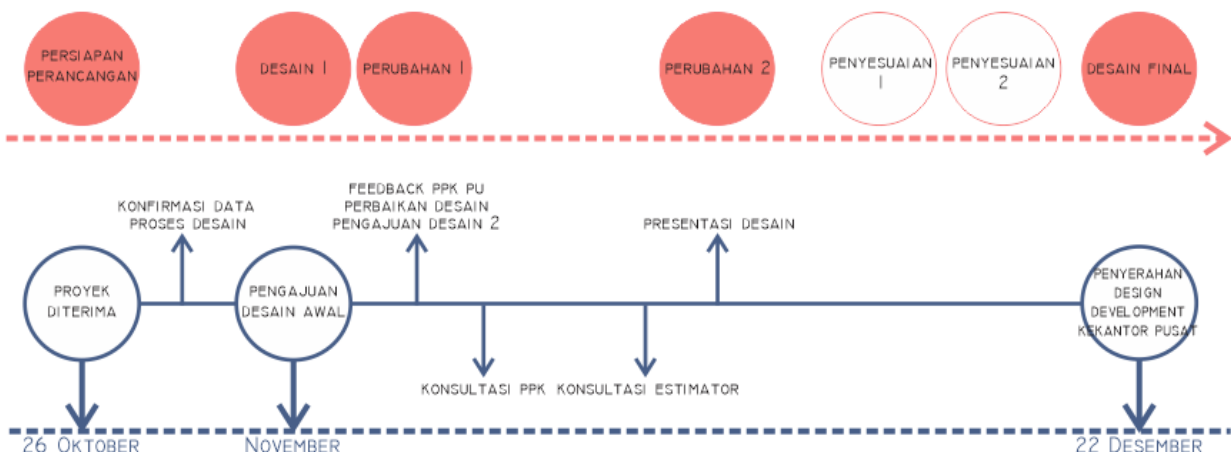 PERSIAPAN
PERANCANGAN
DESAIN 1
PERUBAHAN 1
PERUBAHAN 2
PENYESUAIAN
1
PENYESUAIAN
2
DESAIN FINAL
KONFIRMASI DATA
PROSES DESAIN
FEEDBACK PPK PU
PERBAIKAN DESAIN
PENGAJUAN DESAIN 2
PRESENTASI DESAIN
PROYEK
DITERIMA
PENGAJUAN
DESAIN AWAL
PENYERAHAN
DESIGN
DEVELOPMENT
KEKANTOR PUSAT
KONSULTASI PPK
KONSULTASI ESTIMATOR
26 OKTOBER
NOVEMBER
22 DESEMBER